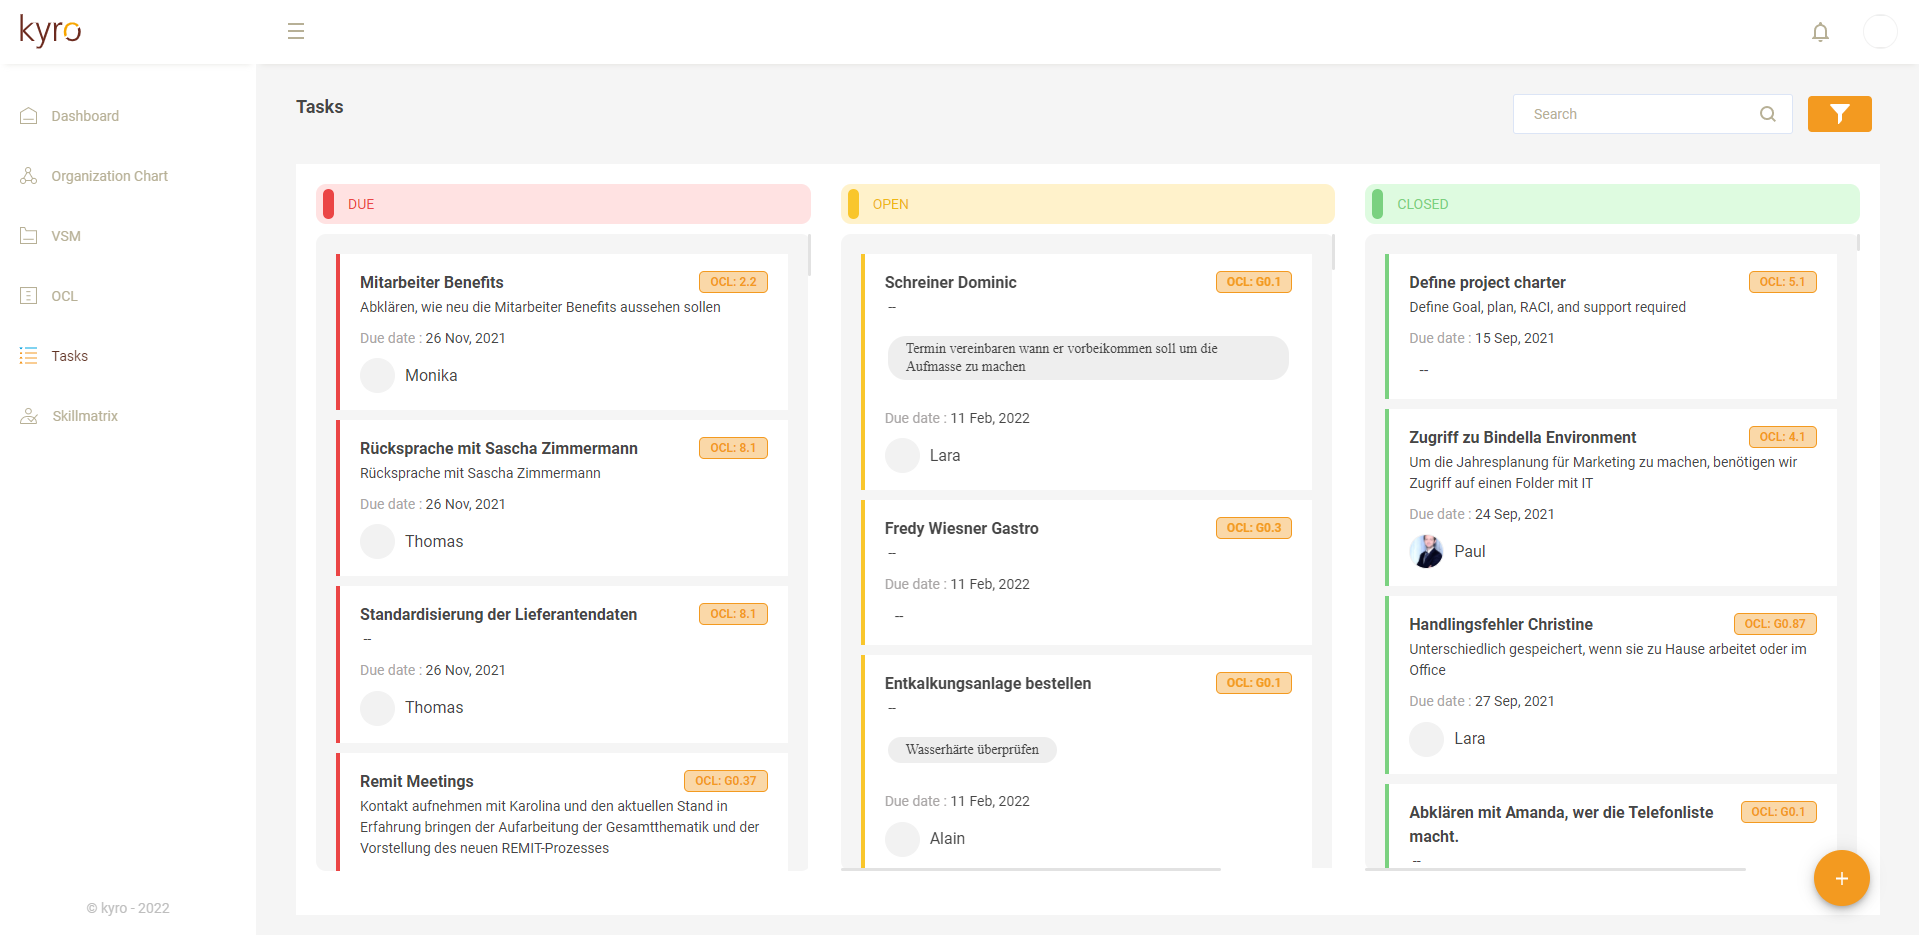 kyro
Dashboard
Organization Chart
VSM
OCL
Tasks
Skillmatrix
© kyro - 2022
Tasks
Search
DUE
Mitarbeiter Benefits
OCL: 2.2
Abklären, wie neu die Mitarbeiter Benefits aussehen sollen
Due date : 26 Nov, 2021
Monika
Rücksprache mit Sascha Zimmermann
OCL: 8.1
Rücksprache mit Sascha Zimmermann
Due date : 26 Nov, 2021
Thomas
Standardisierung der Lieferantendaten
OCL: 8.1
--
Due date : 26 Nov, 2021
Thomas
Remit Meetings
OCL: G0.37
Kontakt aufnehmen mit Karolina und den aktuellen Stand in
Erfahrung bringen der Aufarbeitung der Gesamtthematik und der
Vorstellung des neuen REMIT-Prozesses
OPEN
Schreiner Dominic
OCL: G0.1
--
Termin vereinbaren wann er vorbeikommen soll um die
Aufmasse zu machen
Due date : 11 Feb, 2022
Lara
Fredy Wiesner Gastro
OCL: G0.3
--
Due date : 11 Feb, 2022
--
Entkalkungsanlage bestellen
OCL: G0.1
--
Wasserhärte überprüfen
Due date : 11 Feb, 2022
Alain
CLOSED
Define project charter
OCL: 5.1
Define Goal, plan, RACI, and support required
Due date : 15 Sep, 2021
--
Zugriff zu Bindella Environment
OCL: 4.1
Um die Jahresplanung für Marketing zu machen, benötigen wir
Zugriff auf einen Folder mit IT
Due date : 24 Sep, 2021
Paul
Handlingsfehler Christine
OCL: G0.87
Unterschiedlich gespeichert, wenn sie zu Hause arbeitet oder im
Office
Due date : 27 Sep, 2021
Lara
Abklären mit Amanda, wer die Telefonliste
macht.
OCL: G0.1
--
+